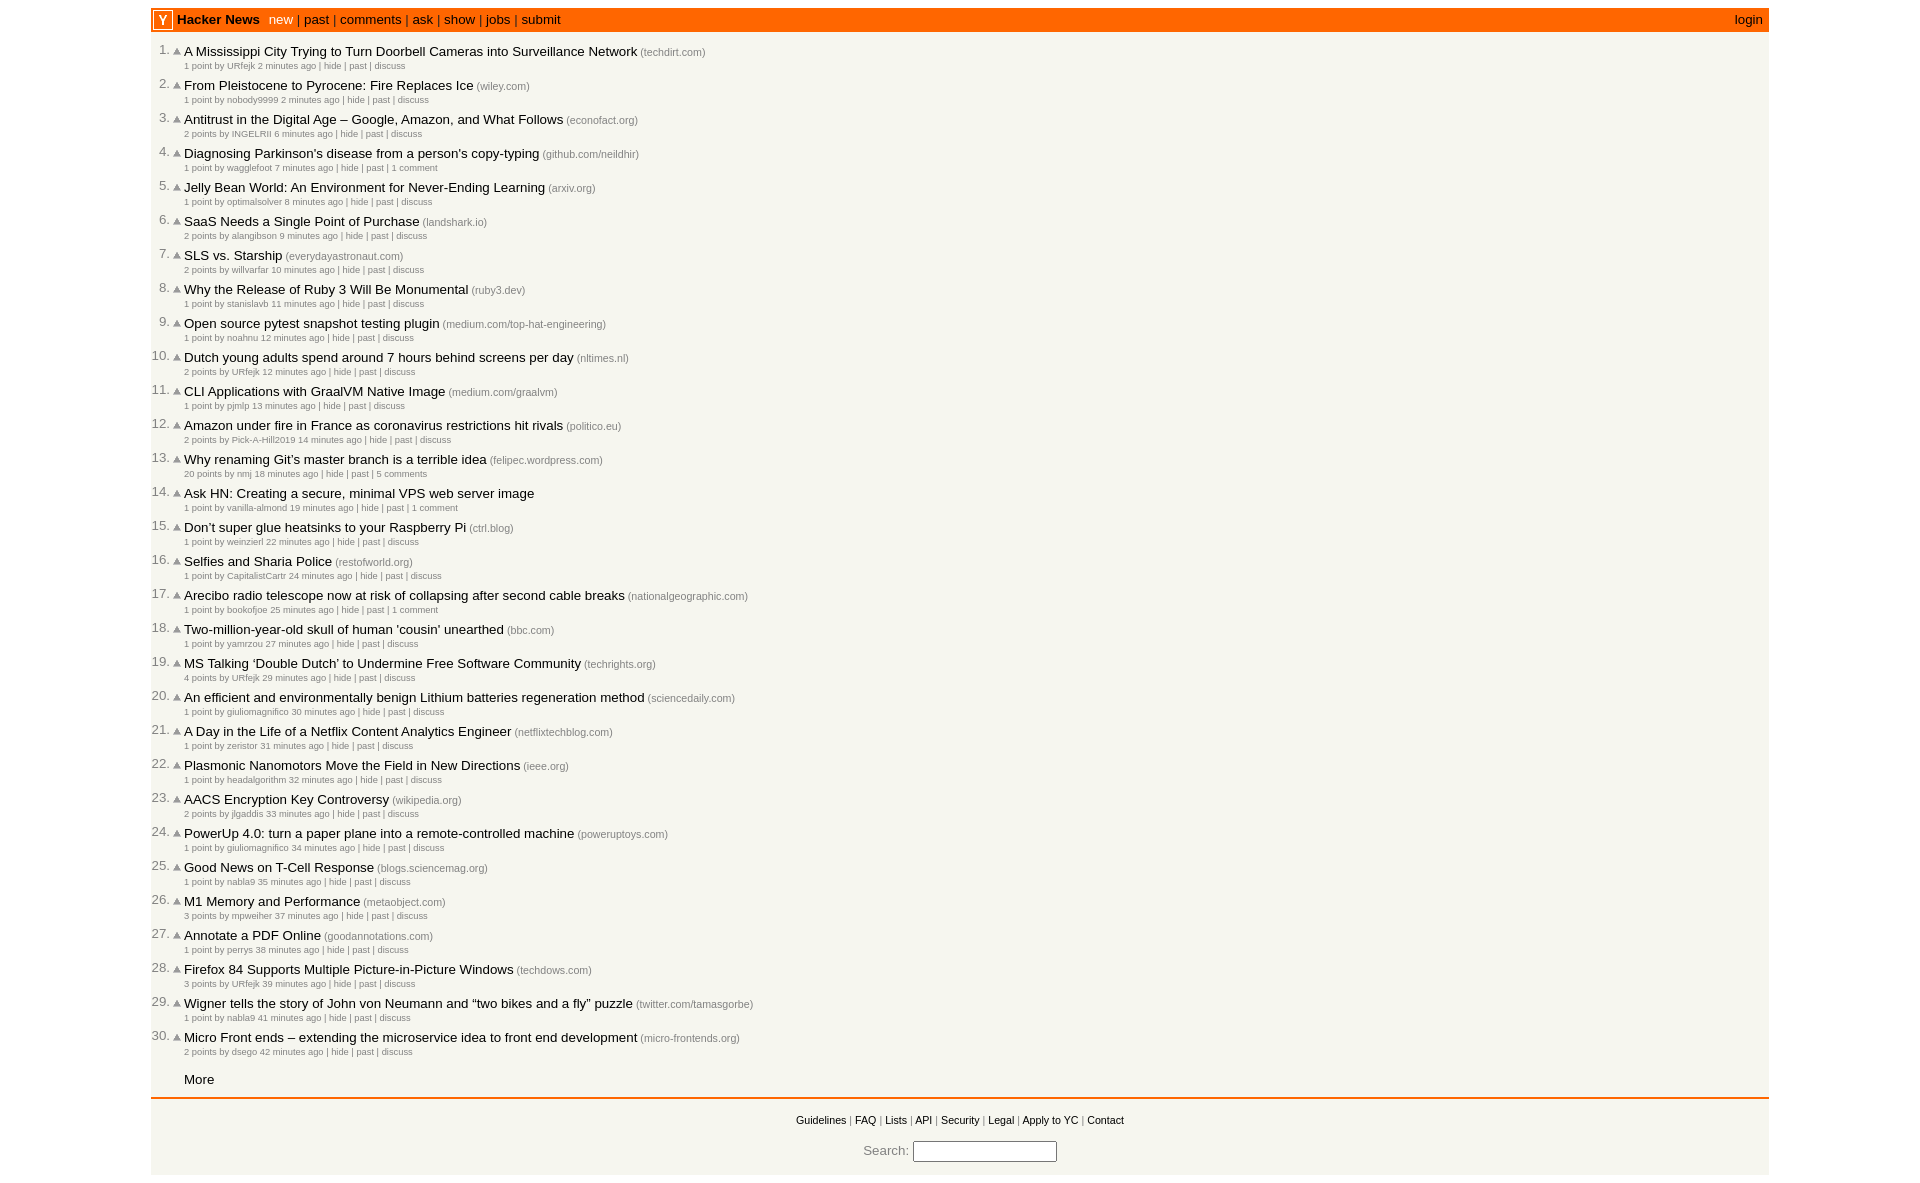 Y Hacker News new | past | comments | ask | show | jobs | submit login
1. A Mississippi City Trying to Turn Doorbell Cameras into Surveillance Network (techdirt.com)
1 point by URfejk 2 minutes ago | hide | past | discuss
2. From Pleistocene to Pyrocene: Fire Replaces Ice (wiley.com)
1 point by nobody9999 2 minutes ago | hide | past | discuss
3. Antitrust in the Digital Age – Google, Amazon, and What Follows (econofact.org)
2 points by INGELRII 6 minutes ago | hide | past | discuss
4. Diagnosing Parkinson's disease from a person's copy-typing (github.com/neildhir)
1 point by wagglefoot 7 minutes ago | hide | past | 1 comment
5. Jelly Bean World: An Environment for Never-Ending Learning (arxiv.org)
1 point by optimalsolver 8 minutes ago | hide | past | discuss
6. SaaS Needs a Single Point of Purchase (landshark.io)
2 points by alangibson 9 minutes ago | hide | past | discuss
7. SLS vs. Starship (everydayastronaut.com)
2 points by willvarfar 10 minutes ago | hide | past | discuss
8. Why the Release of Ruby 3 Will Be Monumental (ruby3.dev)
1 point by stanislavb 11 minutes ago | hide | past | discuss
9. Open source pytest snapshot testing plugin (medium.com/top-hat-engineering)
1 point by noahnu 12 minutes ago | hide | past | discuss
10. Dutch young adults spend around 7 hours behind screens per day (nltimes.nl)
2 points by URfejk 12 minutes ago | hide | past | discuss
11. CLI Applications with GraalVM Native Image (medium.com/graalvm)
1 point by pjmlp 13 minutes ago | hide | past | discuss
12. Amazon under fire in France as coronavirus restrictions hit rivals (politico.eu)
2 points by Pick-A-Hill2019 14 minutes ago | hide | past | discuss
13. Why renaming Git’s master branch is a terrible idea (felipec.wordpress.com)
20 points by nmj 18 minutes ago | hide | past | 5 comments
14. Ask HN: Creating a secure, minimal VPS web server image
1 point by vanilla-almond 19 minutes ago | hide | past | 1 comment
15. Don’t super glue heatsinks to your Raspberry Pi (ctrl.blog)
1 point by weinzierl 22 minutes ago | hide | past | discuss
16. Selfies and Sharia Police (restofworld.org)
1 point by CapitalistCartr 24 minutes ago | hide | past | discuss
17. Arecibo radio telescope now at risk of collapsing after second cable breaks (nationalgeographic.com)
1 point by bookofjoe 25 minutes ago | hide | past | 1 comment
18. Two-million-year-old skull of human 'cousin' unearthed (bbc.com)
1 point by yamrzou 27 minutes ago | hide | past | discuss
19. MS Talking ‘Double Dutch’ to Undermine Free Software Community (techrights.org)
4 points by URfejk 29 minutes ago | hide | past | discuss
20. An efficient and environmentally benign Lithium batteries regeneration method (sciencedaily.com)
1 point by giuliomagnifico 30 minutes ago | hide | past | discuss
21. A Day in the Life of a Netflix Content Analytics Engineer (netflixtechblog.com)
1 point by zeristor 31 minutes ago | hide | past | discuss
22. Plasmonic Nanomotors Move the Field in New Directions (ieee.org)
1 point by headalgorithm 32 minutes ago | hide | past | discuss
23. AACS Encryption Key Controversy (wikipedia.org)
2 points by jlgaddis 33 minutes ago | hide | past | discuss
24. PowerUp 4.0: turn a paper plane into a remote-controlled machine (poweruptoys.com)
1 point by giuliomagnifico 34 minutes ago | hide | past | discuss
25. Good News on T-Cell Response (blogs.sciencemag.org)
1 point by nabla9 35 minutes ago | hide | past | discuss
26. M1 Memory and Performance (metaobject.com)
3 points by mpweiher 37 minutes ago | hide | past | discuss
27. Annotate a PDF Online (goodannotations.com)
1 point by perrys 38 minutes ago | hide | past | discuss
28. Firefox 84 Supports Multiple Picture-in-Picture Windows (techdows.com)
3 points by URfejk 39 minutes ago | hide | past | discuss
29. Wigner tells the story of John von Neumann and “two bikes and a fly” puzzle (twitter.com/tamasgorbe)
1 point by nabla9 41 minutes ago | hide | past | discuss
30. Micro Front ends – extending the microservice idea to front end development (micro-frontends.org)
2 points by dsego 42 minutes ago | hide | past | discuss
More
Guidelines | FAQ | Lists | API | Security | Legal | Apply to YC | Contact
Search: